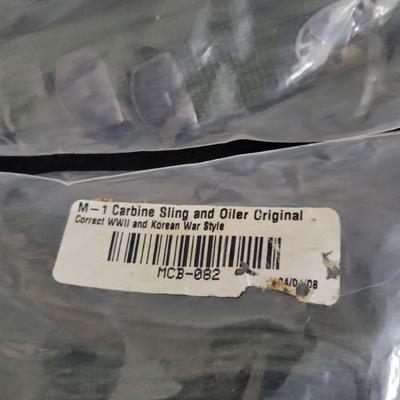 M-1 Carbine Sling and Oiler Original
Correct WWII and Korean War Style
MCB-082